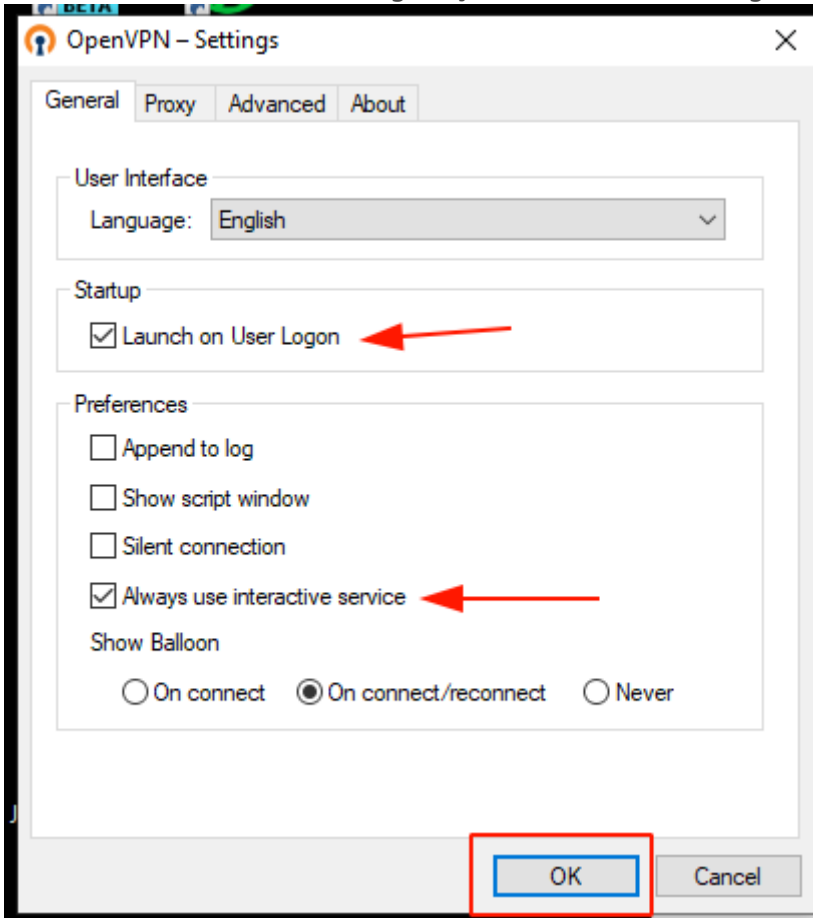 BETA
OpenVPN – Settings
General Proxy Advanced About
User Interface
Language: English
Startup
Launch on User Logon
Preferences
Append to log
Show script window
Silent connection
Always use interactive service
Show Balloon
On connect On connect/reconnect Never
J
OK Cancel